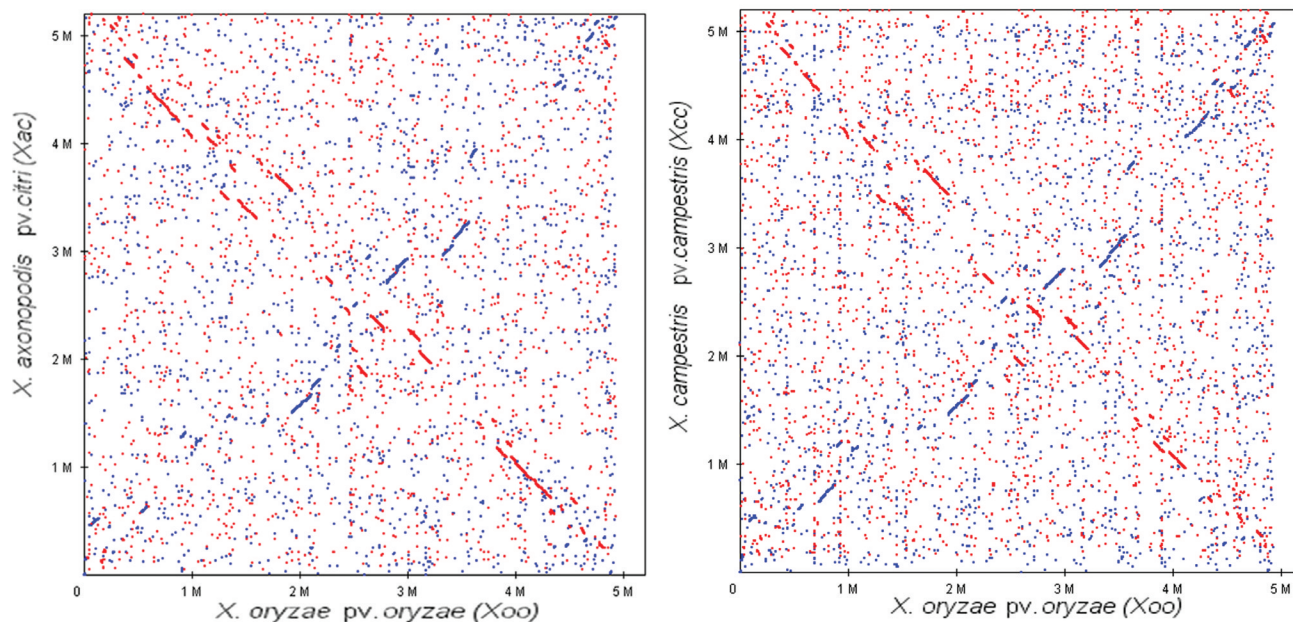 X. axonopodis pv.citri (Xac)
5 M
4 M
3 M
2 M
1 M
0
1 M
2 M
3 M
4 M
5 M
X. oryzae pv.oryzae (Xoo)
X. campestris pv.campestris (Xcc)
5 M
4 M
3 M
2 M
1 M
0
1 M
2 M
3 M
4 M
5 M
X. oryzae pv.oryzae (Xoo)